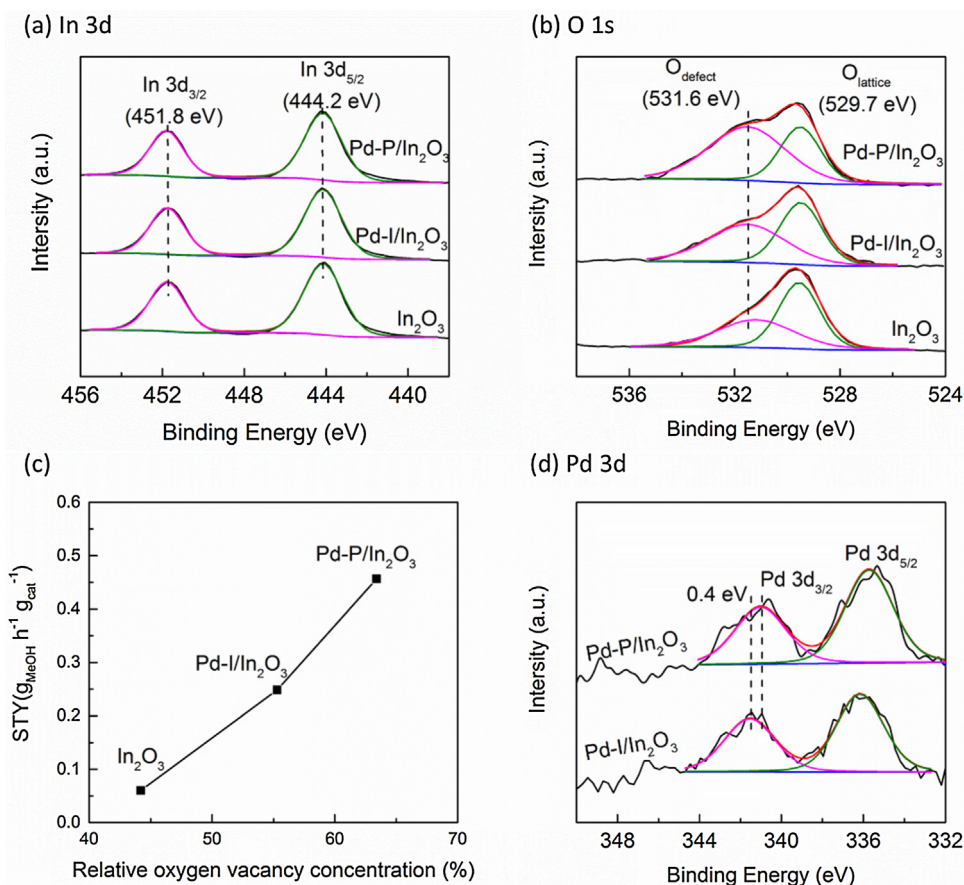 (a) In 3d
In 3d3/2
(451.8 eV)
In 3d5/2
(444.2 eV)
Pd-P/In2O3
Pd-I/In2O3
In2O3
Intersity (a.u.)
456 452 448 444 440
Binding Energy (eV)
(b) O 1s
Odefect
(531.6 eV)
Olattice
(529.7 eV)
Pd-P/In2O3
Pd-I/In2O3
In2O3
Intersity (a.u.)
536 532 528 524
Binding Energy (eV)
(c)
0.6
0.5
0.4
0.3
0.2
0.1
0.0
STY(gMeOH h-1 gcat-1)
Pd-P/In2O3
Pd-I/In2O3
In2O3
40 50 60 70
Relative oxygen vacancy concentration (%)
(d) Pd 3d
0.4 eV
Pd 3d3/2
Pd 3d5/2
Pd-P/In2O3
Pd-I/In2O3
Intersity (a.u.)
348 344 340 336 332
Binding Energy (eV)